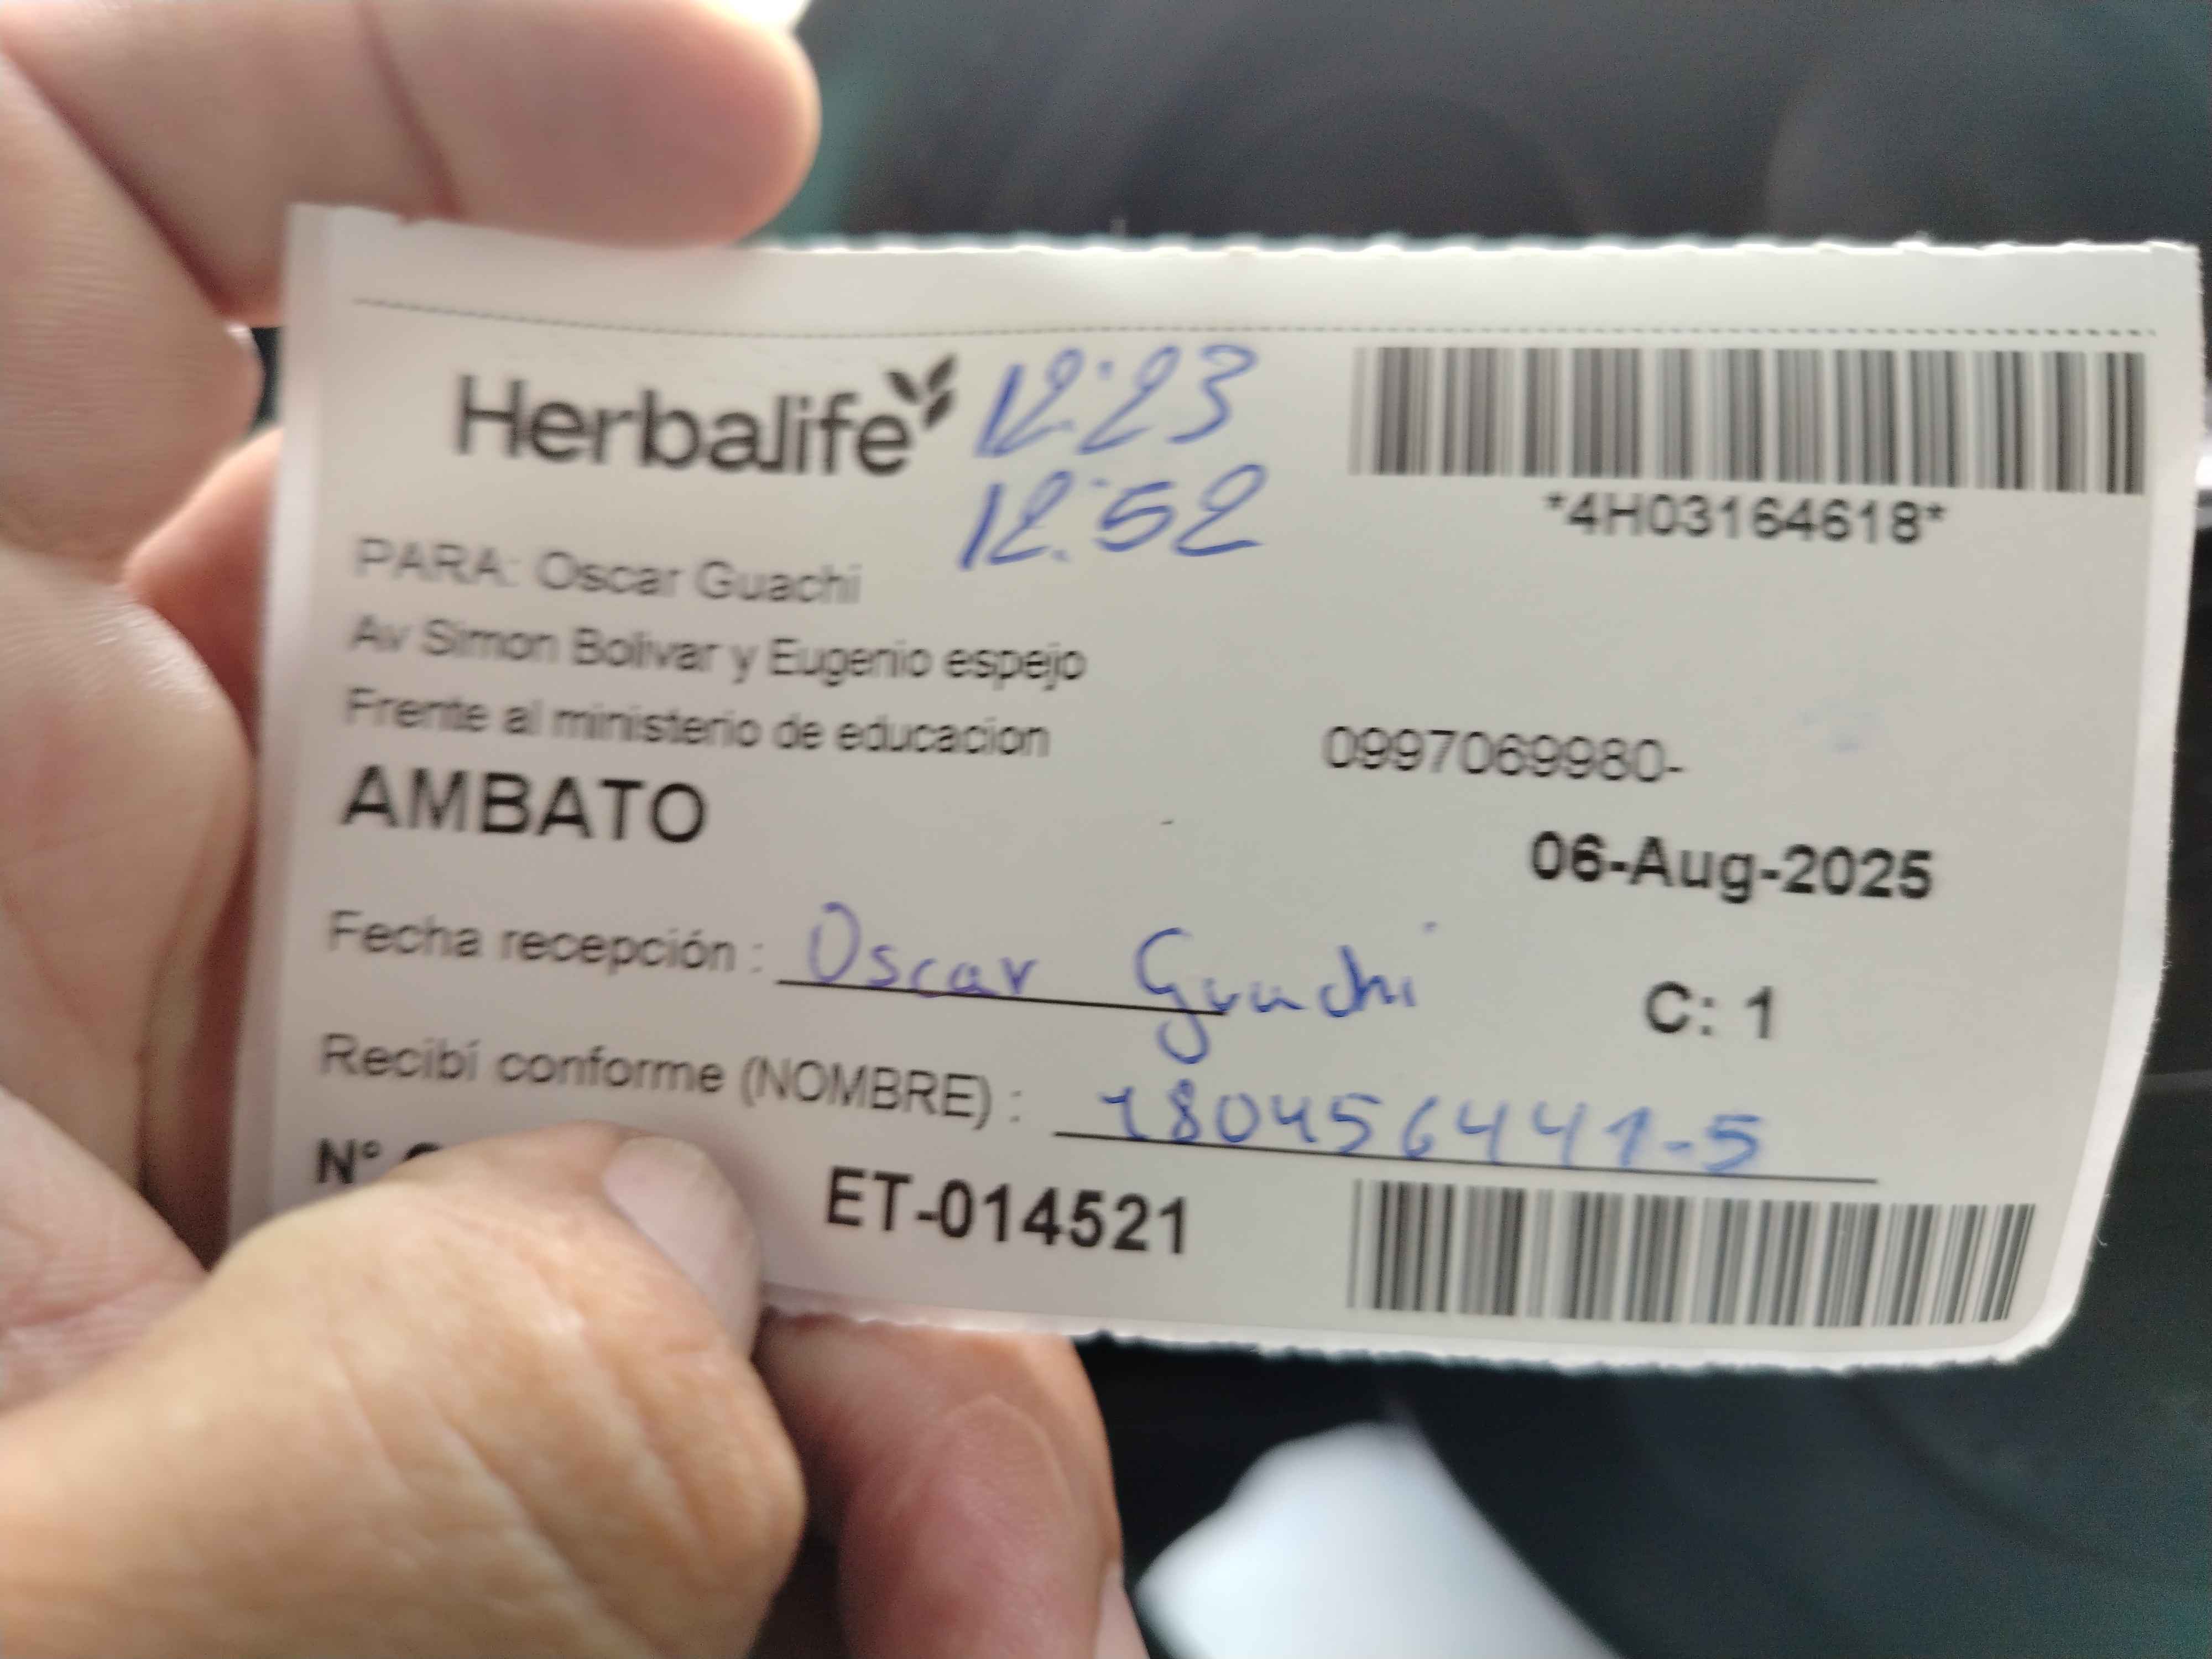 Herbalife
12:23
12:52
*4H03164618*
PARA: Oscar Guachi
Av Simon Bolivar y Eugenio espejo
Frente al ministerio de educacion
0997069980-
AMBATO
06-Aug-2025
Fecha recepción : Oscar Guachi
C: 1
Recibí conforme (NOMBRE) : 180456441-5
N°
ET-014521